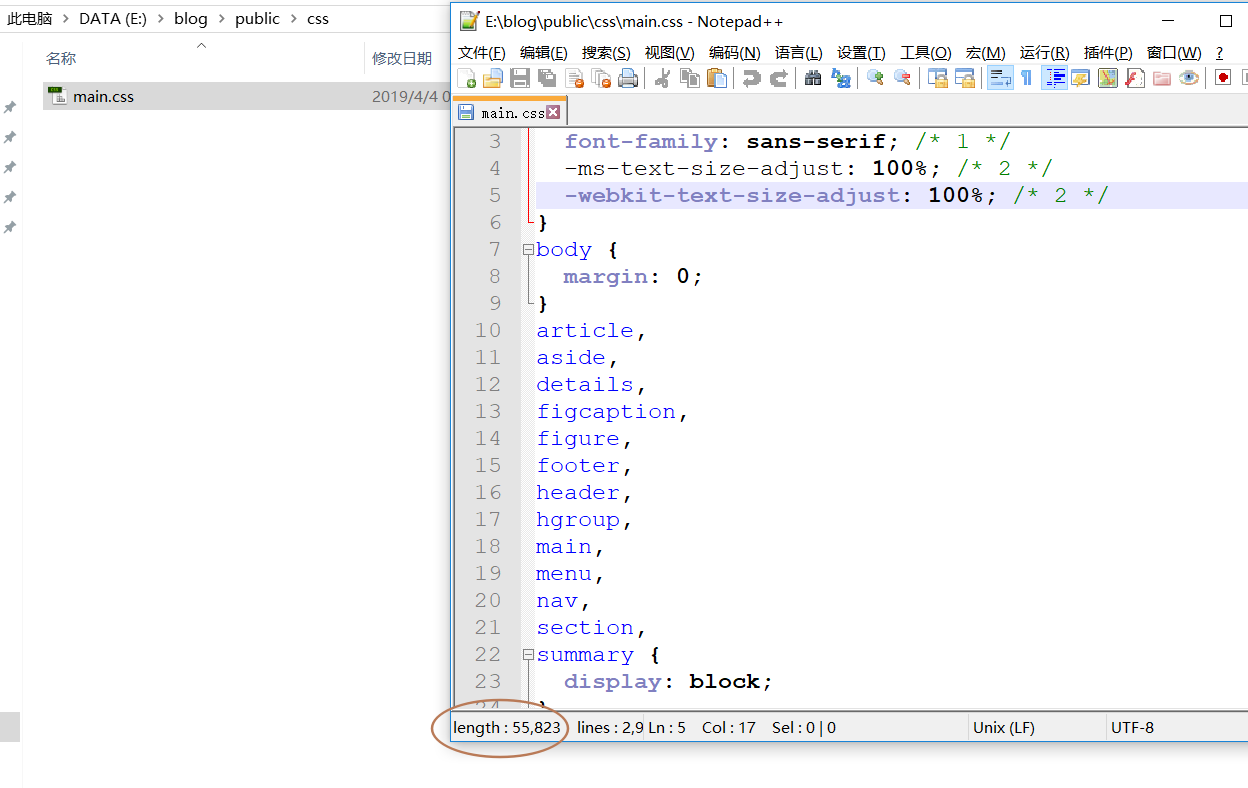 此电脑 > DATA (E:) > blog > public > css
名称 修改日期
main.css 2019/4/4 0
E:\blog\public\css\main.css - Notepad++
文件(F) 编辑(E) 搜索(S) 视图(V) 编码(N) 语言(L) 设置(T) 工具(O) 宏(M) 运行(R) 插件(P) 窗口(W) ?
main.css
3 font-family: sans-serif; /* 1 */
4 -ms-text-size-adjust: 100%; /* 2 */
5 -webkit-text-size-adjust: 100%; /* 2 */
6 }
7 body {
8 margin: 0;
9 }
10 article,
11 aside,
12 details,
13 figcaption,
14 figure,
15 footer,
16 header,
17 hgroup,
18 main,
19 menu,
20 nav,
21 section,
22 summary {
23 display: block;
24 }
length : 55,823 lines : 2,9 Ln : 5 Col : 17 Sel : 0 | 0 Unix (LF) UTF-8